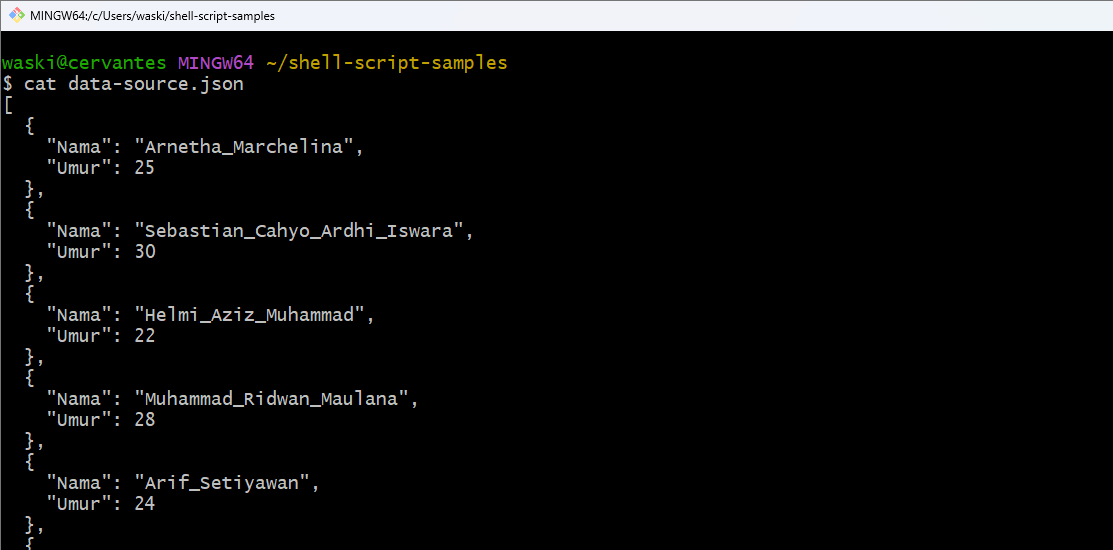 MINGW64:/c/Users/waski/shell-script-samples
waski@cervantes MINGW64 ~/shell-script-samples
$ cat data-source.json
[
  {
    "Nama": "Arnetha_Marchelina",
    "Umur": 25
  },
  {
    "Nama": "Sebastian_Cahyo_Ardhi_Iswara",
    "Umur": 30
  },
  {
    "Nama": "Helmi_Aziz_Muhammad",
    "Umur": 22
  },
  {
    "Nama": "Muhammad_Ridwan_Maulana",
    "Umur": 28
  },
  {
    "Nama": "Arif_Setiyawan",
    "Umur": 24
  },
  {